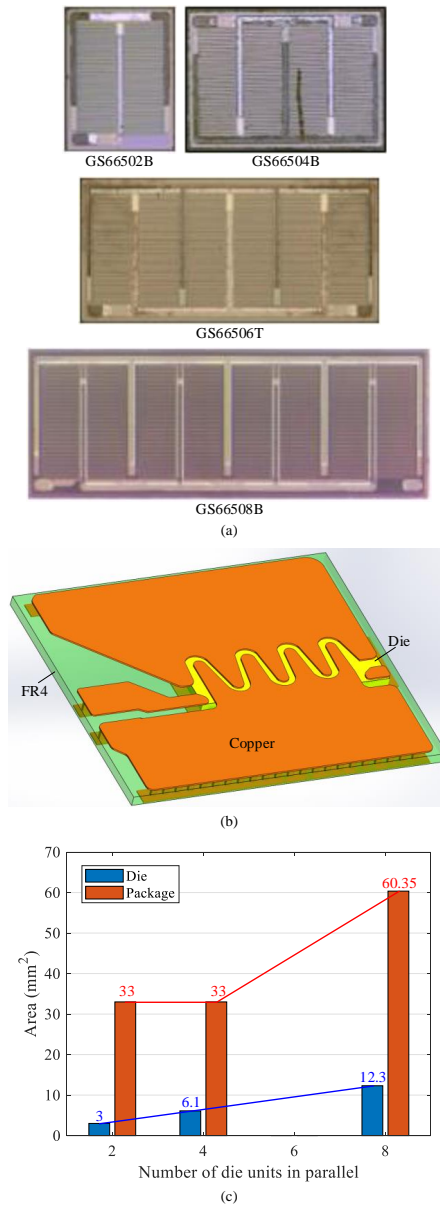 GS66502B
GS66504B
GS66506T
GS66508B
(a)
Die
FR4
Copper
(b)
70
60
50
40
30
20
10
0
Area (mm²)
Die
Package
33
33
60.35
3
6.1
12.3
2
4
6
8
Number of die units in parallel
(c)